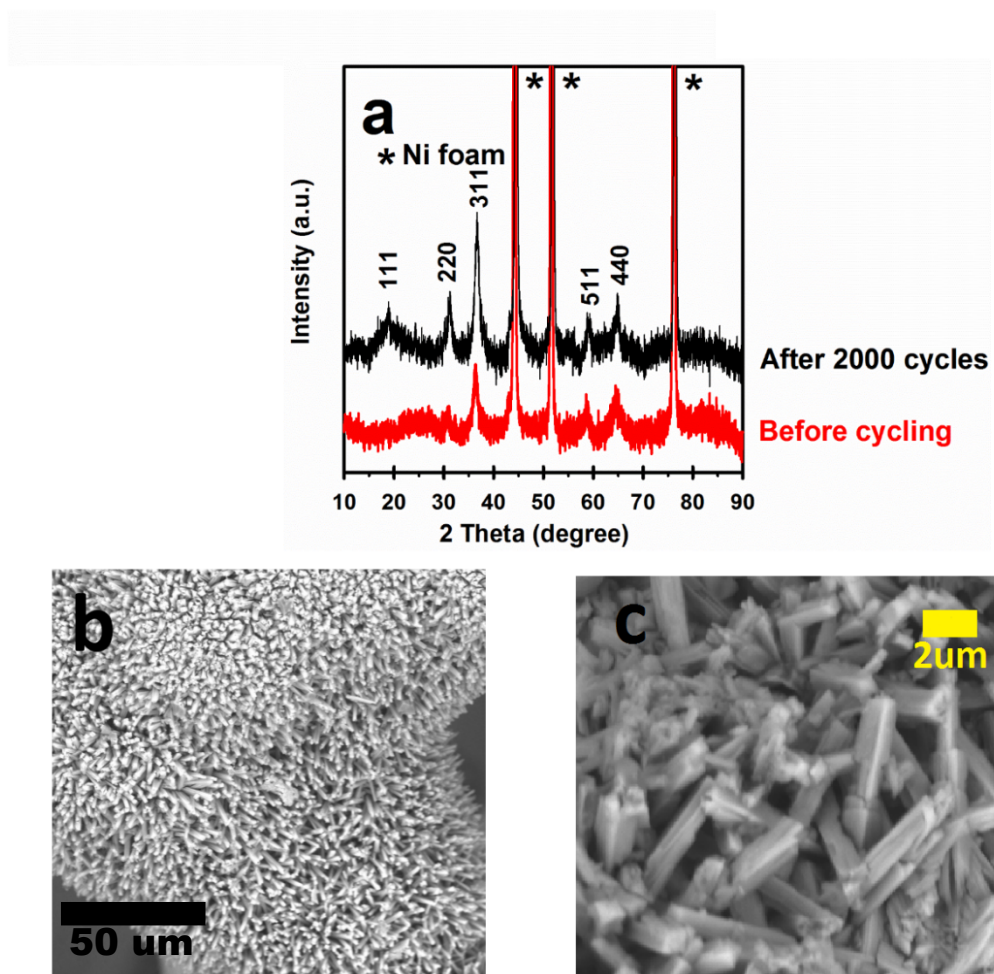 a
* * *
* Ni foam
111
220
311
511
440
Intensity (a.u.)
After 2000 cycles
Before cycling
10 20 30 40 50 60 70 80 90
2 Theta (degree)
b
50 um
c
2um